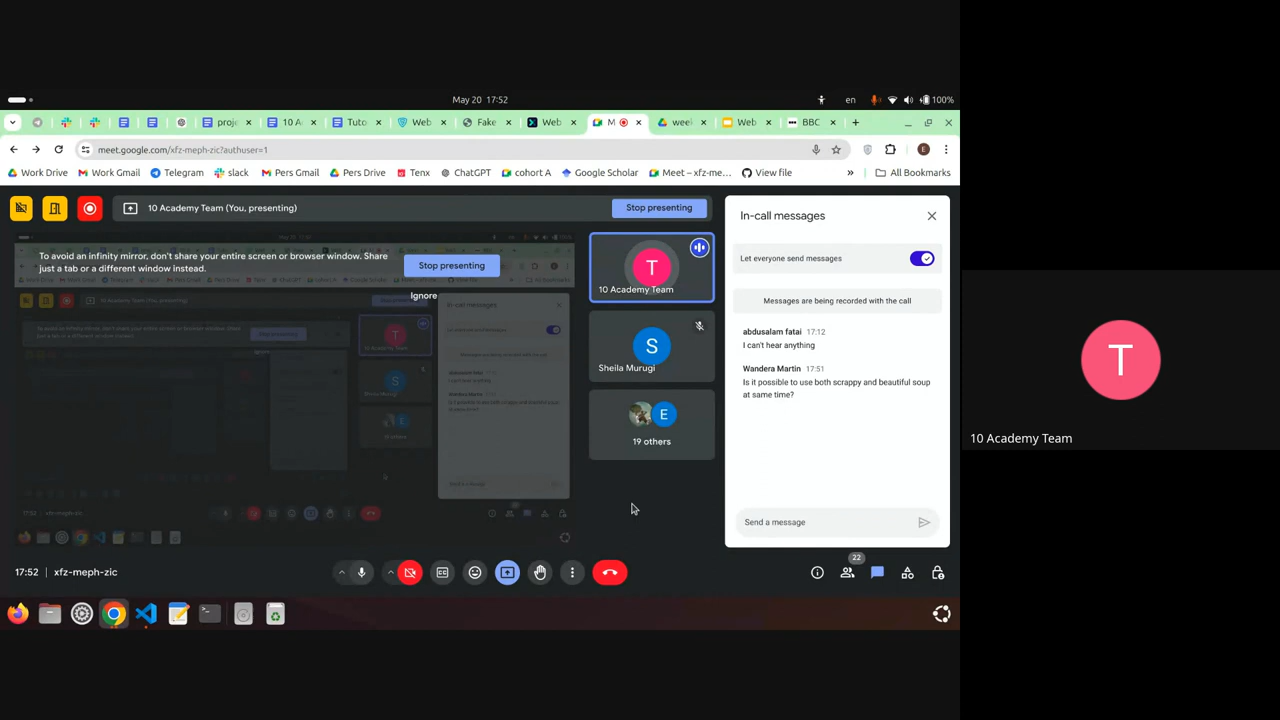 May 20 17:52
en
100%
proje
10 A
Tuto
Web
Fake
Web
M
week
Web
BBC
meet.google.com/xfz-meph-zic?authuser=1
Work Drive
Work Gmail
Telegram
slack
Pers Gmail
Pers Drive
Tenx
ChatGPT
cohort A
Google Scholar
Meet – xfz-me...
View file
All Bookmarks
10 Academy Team (You, presenting)
Stop presenting
To avoid an infinity mirror, don't share your entire screen or browser window. Share
just a tab or a different window instead.
Stop presenting
Ignore
T
10 Academy Team
S
Sheila Murugi
E
19 others
In-call messages
Let everyone send messages
Messages are being recorded with the call
abdusalam fatai 17:12
I can't hear anything
Wandera Martin 17:51
Is it possible to use both scrappy and beautiful soup
at same time?
Send a message
17:52 | xfz-meph-zic
22
T
10 Academy Team